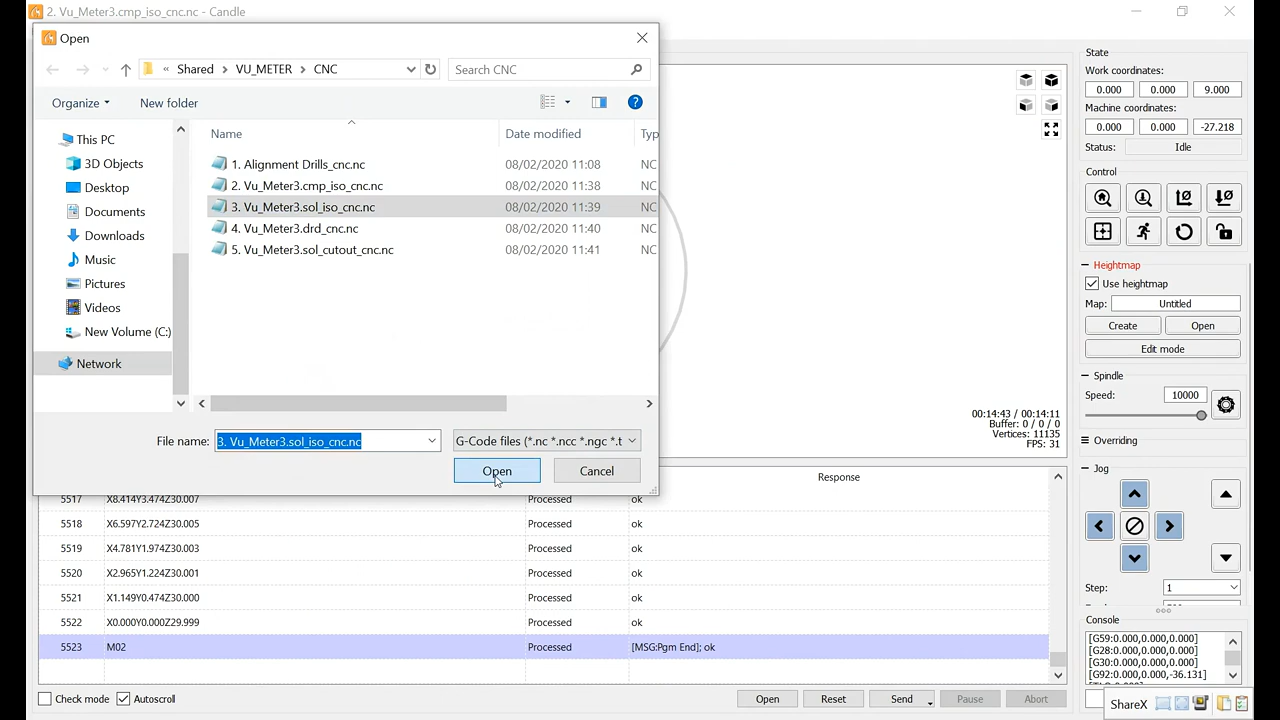 2. Vu_Meter3.cmp_iso_cnc.nc - Candle
Open
« Shared > VU_METER > CNC
Search CNC
Organize
New folder
This PC
3D Objects
Desktop
Documents
Downloads
Music
Pictures
Videos
New Volume (C:)
Network
Name
Date modified
Typ
1. Alignment Drills_cnc.nc 08/02/2020 11:08 NC
2. Vu_Meter3.cmp_iso_cnc.nc 08/02/2020 11:38 NC
3. Vu_Meter3.sol_iso_cnc.nc 08/02/2020 11:39 NC
4. Vu_Meter3.drd_cnc.nc 08/02/2020 11:40 NC
5. Vu_Meter3.sol_cutout_cnc.nc 08/02/2020 11:41 NC
File name: 3. Vu_Meter3.sol_iso_cnc.nc
G-Code files (*.nc *.ncc *.ngc *.t
Open
Cancel
00:14:43 / 00:14:11
Buffer: 0 / 0 / 0
Vertices: 11135
FPS: 31
Response
5517 X8.414Y3.474Z30.007 Processed ok
5518 X6.597Y2.724Z30.005 Processed ok
5519 X4.781Y1.974Z30.003 Processed ok
5520 X2.965Y1.224Z30.001 Processed ok
5521 X1.149Y0.474Z30.000 Processed ok
5522 X0.000Y0.000Z29.999 Processed ok
5523 M02 Processed [MSG:Pgm End]; ok
Check mode
Autoscroll
Open
Reset
Send
Pause
Abort
State
Work coordinates:
0.000 0.000 9.000
Machine coordinates:
0.000 0.000 -27.218
Status: Idle
Control
Heightmap
Use heightmap
Map: Untitled
Create
Open
Edit mode
Spindle
Speed: 10000
Overriding
Jog
Step: 1
Console
[G59:0.000,0.000,0.000]
[G28:0.000,0.000,0.000]
[G30:0.000,0.000,0.000]
[G92:0.000,0.000,-36.131]
ShareX